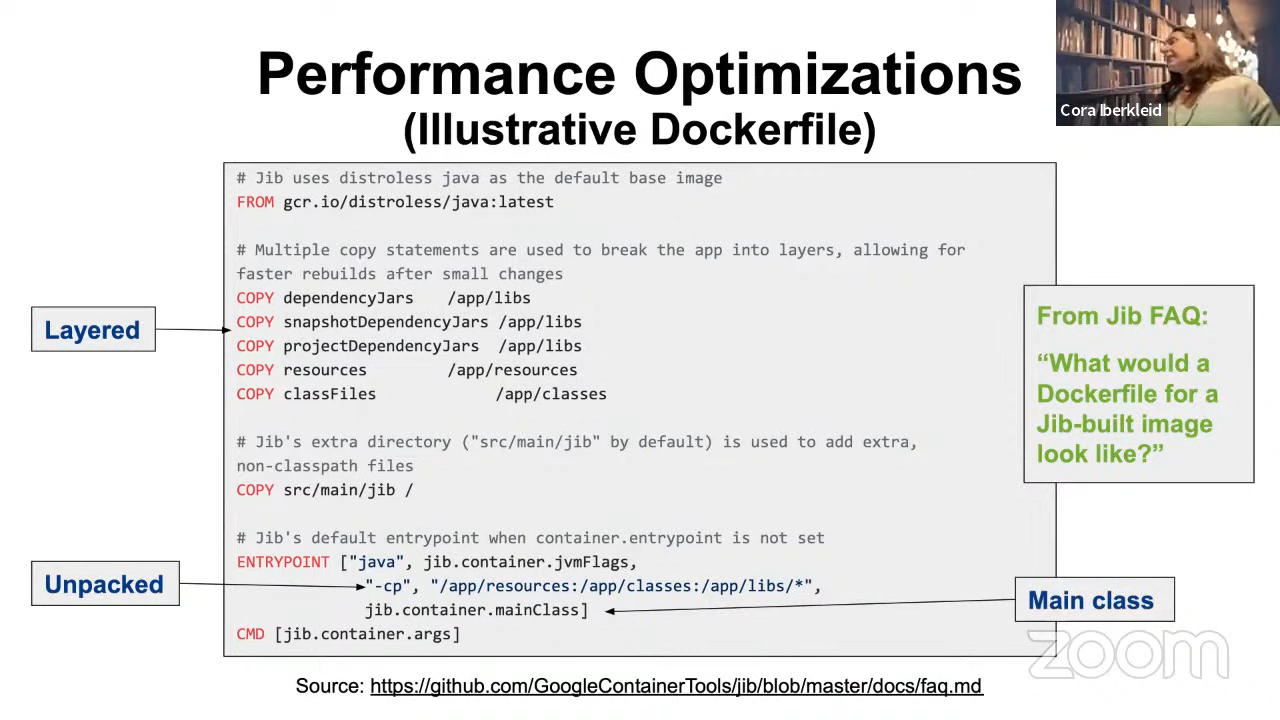 Performance Optimizations
(Illustrative Dockerfile)
Cora Iberkleid
# Jib uses distroless java as the default base image
FROM gcr.io/distroless/java:latest
# Multiple copy statements are used to break the app into layers, allowing for
faster rebuilds after small changes
COPY dependencyJars /app/libs
COPY snapshotDependencyJars /app/libs
COPY projectDependencyJars /app/libs
COPY resources /app/resources
COPY classFiles /app/classes
# Jib's extra directory ("src/main/jib" by default) is used to add extra,
non-classpath files
COPY src/main/jib /
# Jib's default entrypoint when container.entrypoint is not set
ENTRYPOINT ["java", jib.container.jvmFlags,
"-cp", "/app/resources:/app/classes:/app/libs/*",
jib.container.mainClass]
CMD [jib.container.args]
Layered
Unpacked
From Jib FAQ:
“What would a
Dockerfile for a
Jib-built image
look like?”
Main class
zoom
Source: https://github.com/GoogleContainerTools/jib/blob/master/docs/faq.md